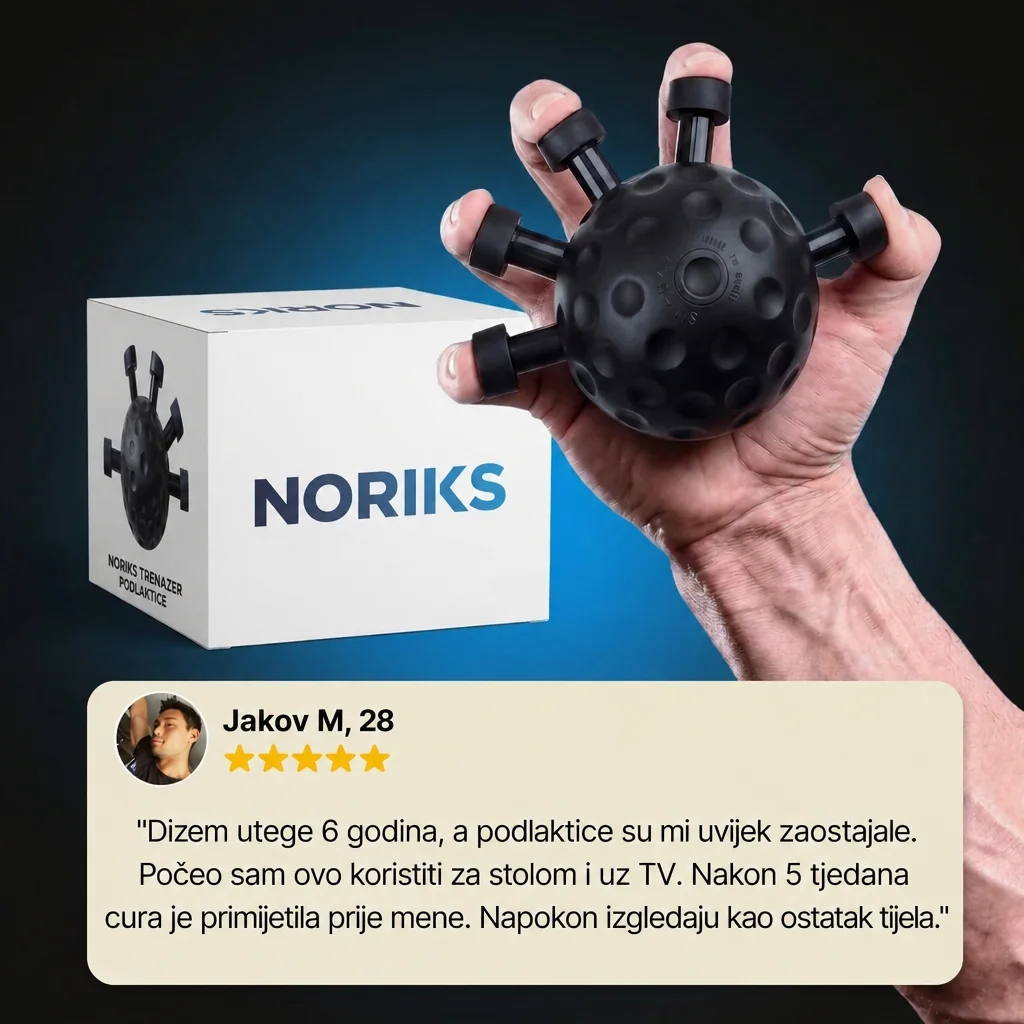 NORIKS
NORIKS
NORIKS TRENAZER
PODLAKTICE
Jakov M, 28
"Dizem utege 6 godina, a podlaktice su mi uvijek zaostajale.
Počeo sam ovo koristiti za stolom i uz TV. Nakon 5 tjedana
cura je primijetila prije mene. Napokon izgledaju kao ostatak tijela."